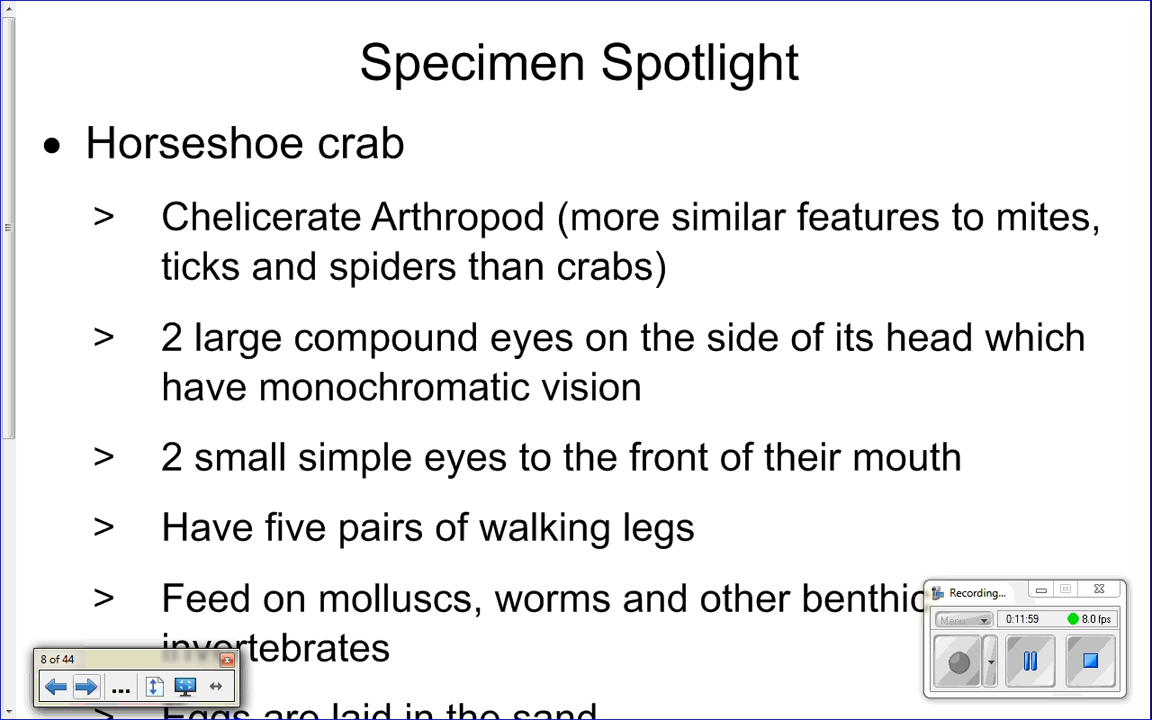 Specimen Spotlight
• Horseshoe crab
> Chelicerate Arthropod (more similar features to mites,
ticks and spiders than crabs)
> 2 large compound eyes on the side of its head which
have monochromatic vision
> 2 small simple eyes to the front of their mouth
> Have five pairs of walking legs
> Feed on molluscs, worms and other benthic
invertebrates
> Eggs are laid in the sand
Recording...
Menu
0:11:59
8.0 fps
8 of 44
...